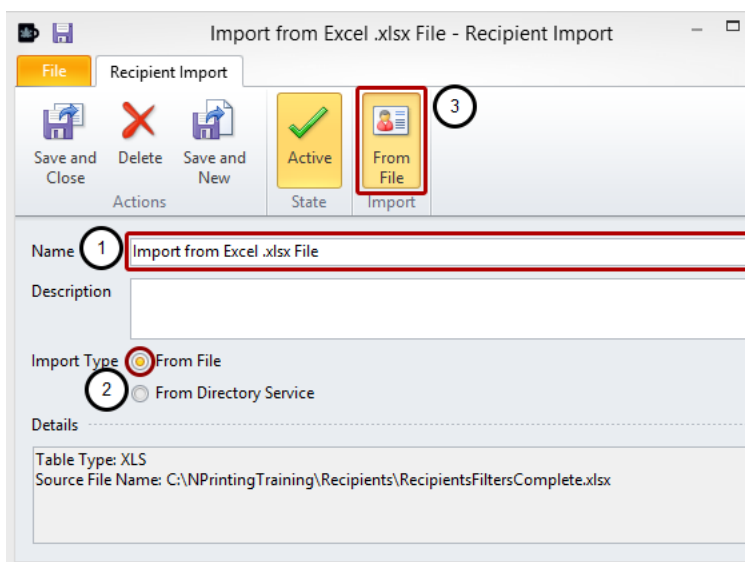 Import from Excel .xlsx File - Recipient Import
File Recipient Import
3
Save and Close Delete Save and New Active From File
Actions State Import
Name 1 Import from Excel .xlsx File
Description
Import Type From File
2 From Directory Service
Details
Table Type: XLS
Source File Name: C:\NPrintingTraining\Recipients\RecipientsFiltersComplete.xlsx